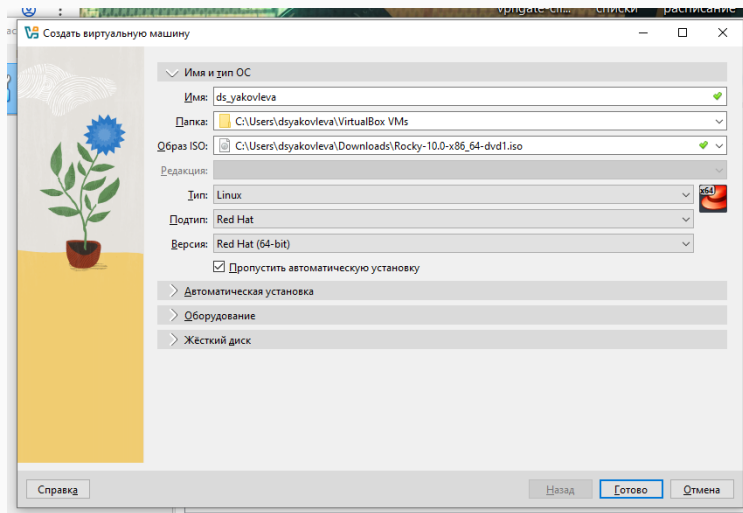 списки
расписание
Создать виртуальную машину
Имя и тип ОС
Имя: ds_yakovleva
Папка: C:\Users\dsyakovleva\VirtualBox VMs
Образ ISO: C:\Users\dsyakovleva\Downloads\Rocky-10.0-x86_64-dvd1.iso
Редакция:
Тип: Linux
x64
Подтип: Red Hat
Версия: Red Hat (64-bit)
Пропустить автоматическую установку
Автоматическая установка
Оборудование
Жёсткий диск
Справка Назад Готово Отмена